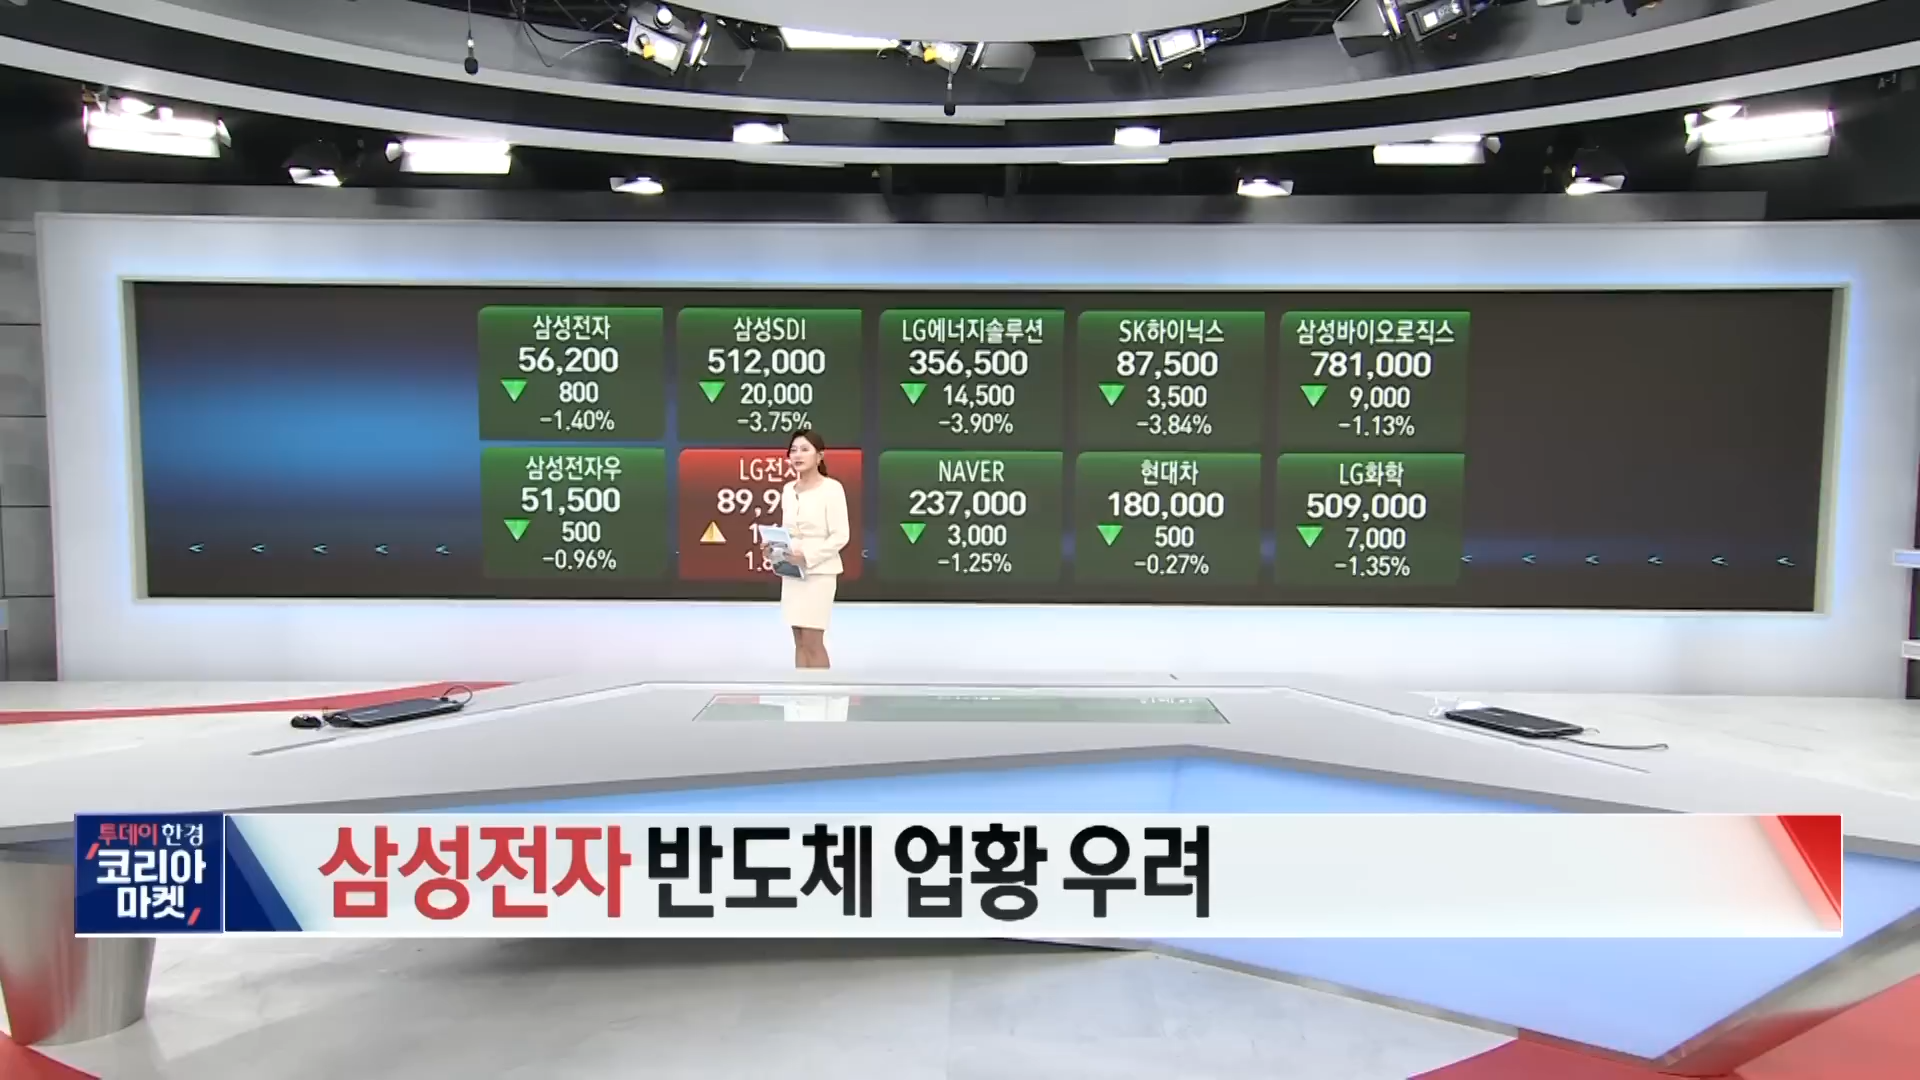 삼성전자
56,200
▼ 800
-1.40%
삼성SDI
512,000
▼ 20,000
-3.75%
LG에너지솔루션
356,500
▼ 14,500
-3.90%
SK하이닉스
87,500
▼ 3,500
-3.84%
삼성바이오로직스
781,000
▼ 9,000
-1.13%
삼성전자우
51,500
▼ 500
-0.96%
NAVER
237,000
▼ 3,000
-1.25%
현대차
180,000
▼ 500
-0.27%
LG화학
509,000
▼ 7,000
-1.35%
투데이 한경
코리아
마켓
삼성전자 반도체 업황 우려